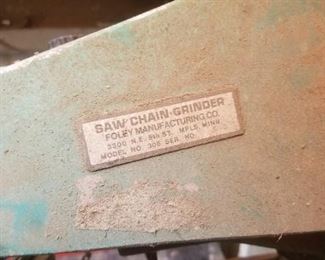 SAW CHAIN-GRINDER
FOLEY MANUFACTURING CO.
3300 N.E. 5th ST. MPLS. MINN.
MODEL NO. 308 SER. NO.